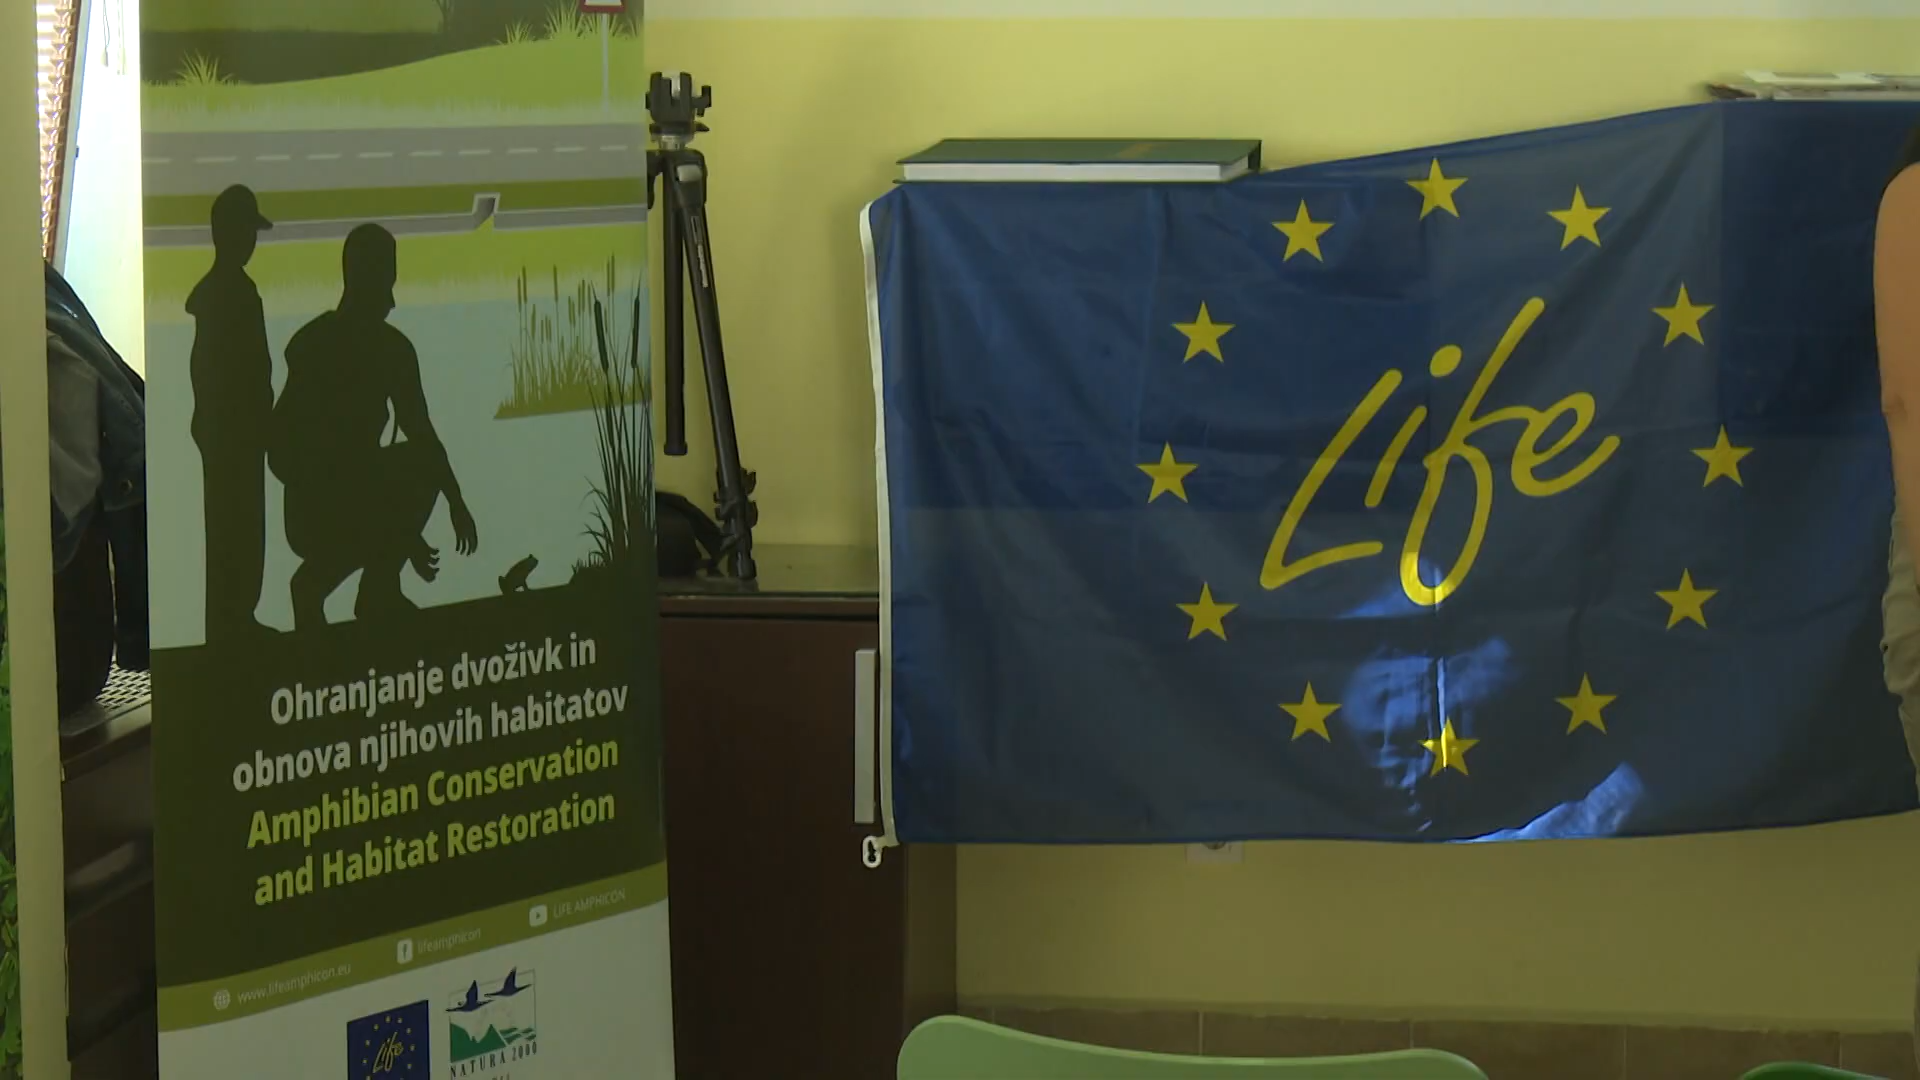 Ohranjanje dvoživk in
obnova njihovih habitatov
Amphibian Conservation
and Habitat Restoration
www.lifeamphicon.eu
lifeamphicon
LIFE AMPHICON
Life
NATURA 2000
Life